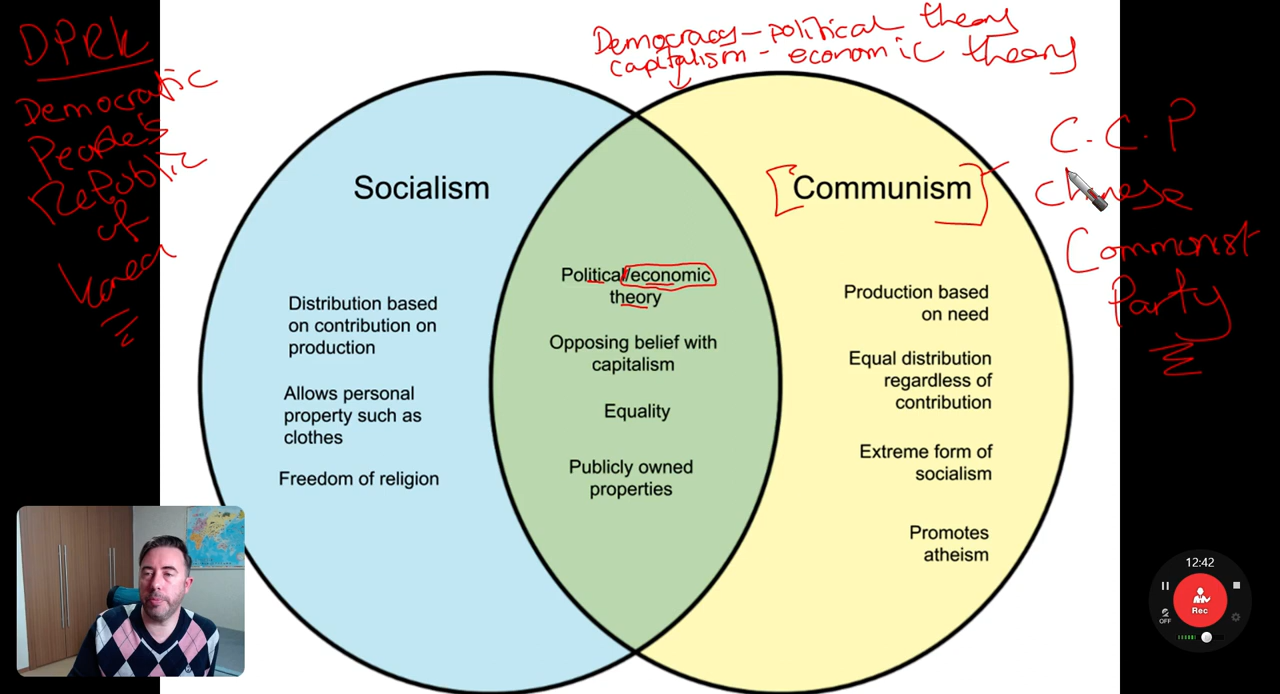 DPRK
Democratic
People's
Republic
of
Korea
Democracy - political theory
capitalism - economic theory
C.C.P
Chinese
Communist
Party
Socialism
Distribution based
on contribution on
production
Allows personal
property such as
clothes
Freedom of religion
Political/economic
theory
Opposing belief with
capitalism
Equality
Publicly owned
properties
Communism
Production based
on need
Equal distribution
regardless of
contribution
Extreme form of
socialism
Promotes
atheism
12:42
Rec
OFF